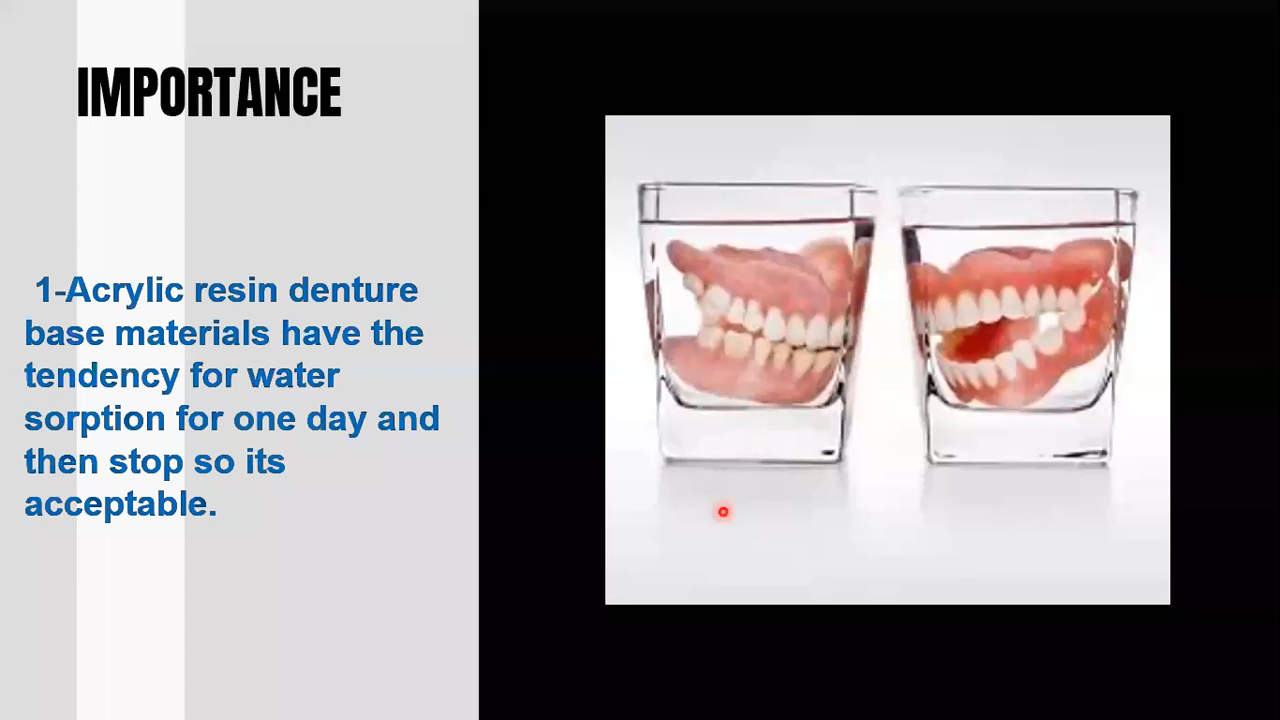 IMPORTANCE
1-Acrylic resin denture
base materials have the
tendency for water
sorption for one day and
then stop so its
acceptable.